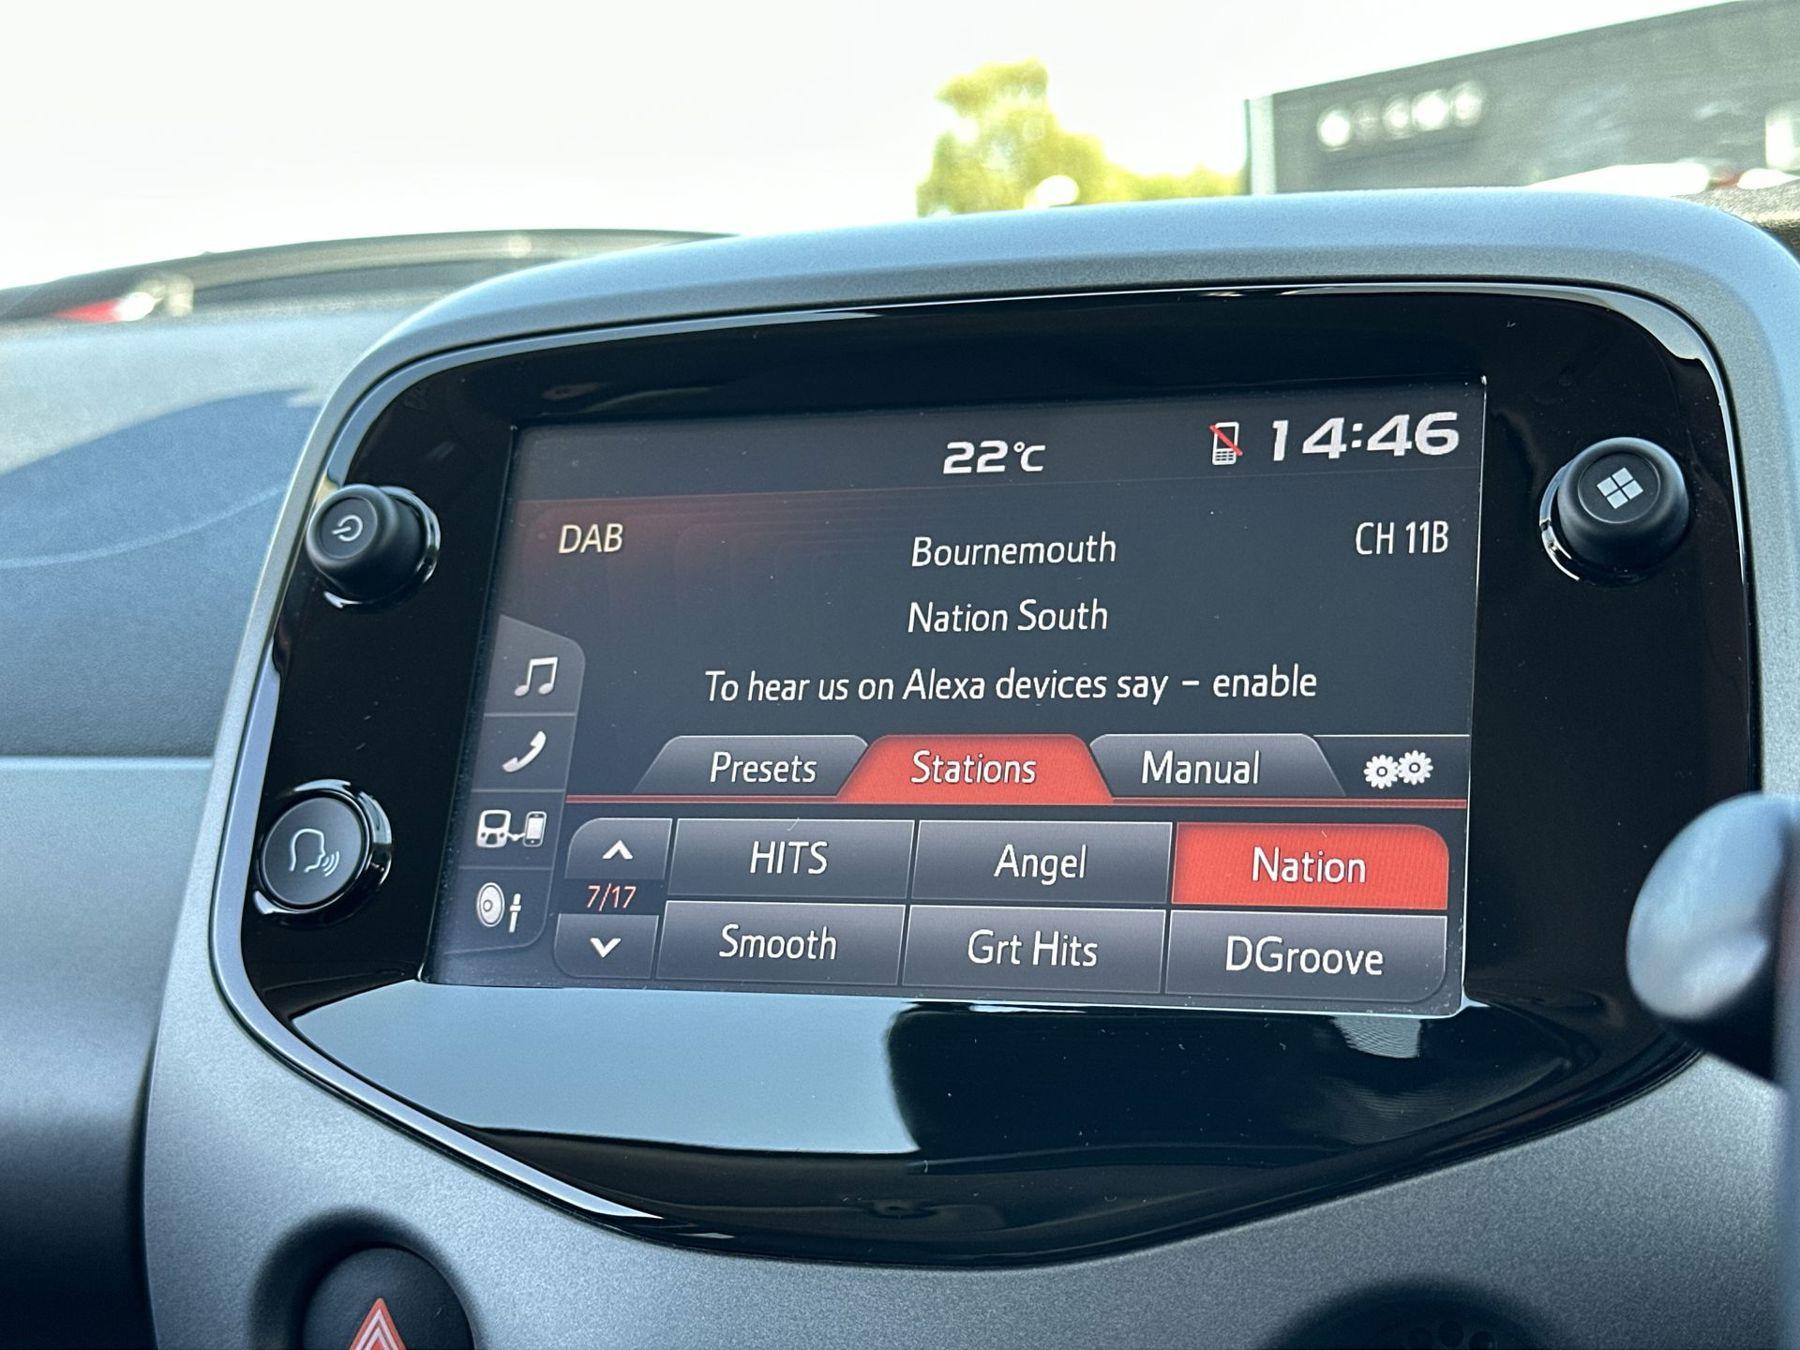 22°C 14:46
DAB Bournemouth CH 11B
Nation South
To hear us on Alexa devices say – enable
Presets Stations Manual
HITS Angel Nation
7/17
Smooth Grt Hits DGroove